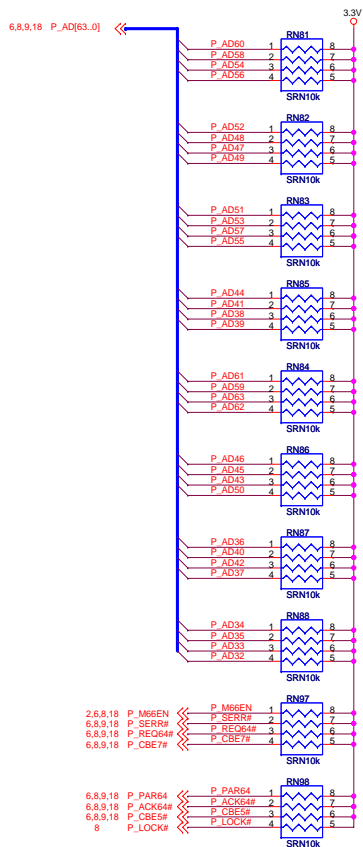 3.3V
6,8,9,18 P_AD[63..0]
RN81
P_AD60 1 8
P_AD58 2 7
P_AD54 3 6
P_AD56 4 5
SRN10k
RN82
P_AD52 1 8
P_AD48 2 7
P_AD47 3 6
P_AD49 4 5
SRN10k
RN83
P_AD51 1 8
P_AD53 2 7
P_AD57 3 6
P_AD55 4 5
SRN10k
RN85
P_AD44 1 8
P_AD41 2 7
P_AD38 3 6
P_AD39 4 5
SRN10k
RN84
P_AD61 1 8
P_AD59 2 7
P_AD63 3 6
P_AD62 4 5
SRN10k
RN86
P_AD46 1 8
P_AD45 2 7
P_AD43 3 6
P_AD50 4 5
SRN10k
RN87
P_AD36 1 8
P_AD40 2 7
P_AD42 3 6
P_AD37 4 5
SRN10k
RN88
P_AD34 1 8
P_AD35 2 7
P_AD33 3 6
P_AD32 4 5
SRN10k
RN97
2,6,8,9,18 P_M66EN P_M66EN 1 8
6,8,9,18 P_SERR# P_SERR# 2 7
6,8,9,18 P_REQ64# P_REQ64# 3 6
6,8,9,18 P_CBE7# P_CBE7# 4 5
SRN10k
RN98
6,8,9,18 P_PAR64 P_PAR64 1 8
6,8,9,18 P_ACK64# P_ACK64# 2 7
6,8,9,18 P_CBE5# P_CBE5# 3 6
8 P_LOCK# P_LOCK# 4 5
SRN10k